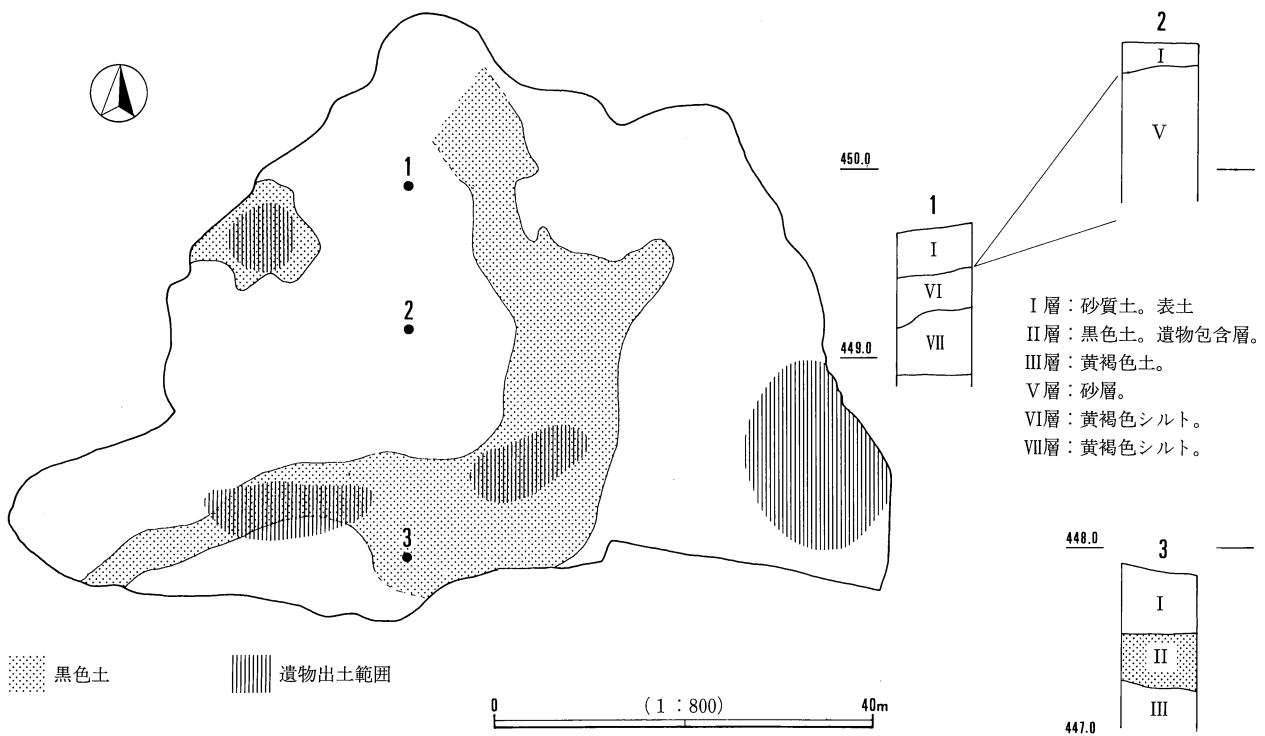 1
2
3
黒色土
遺物出土範囲
0
(1:800)
40m
450.0
449.0
1
I
VI
VII
2
I
V
I層：砂質土。表土
II層：黒色土。遺物包含層。
III層：黄褐色土。
V層：砂層。
VI層：黄褐色シルト。
VII層：黄褐色シルト。
448.0
447.0
3
I
II
III